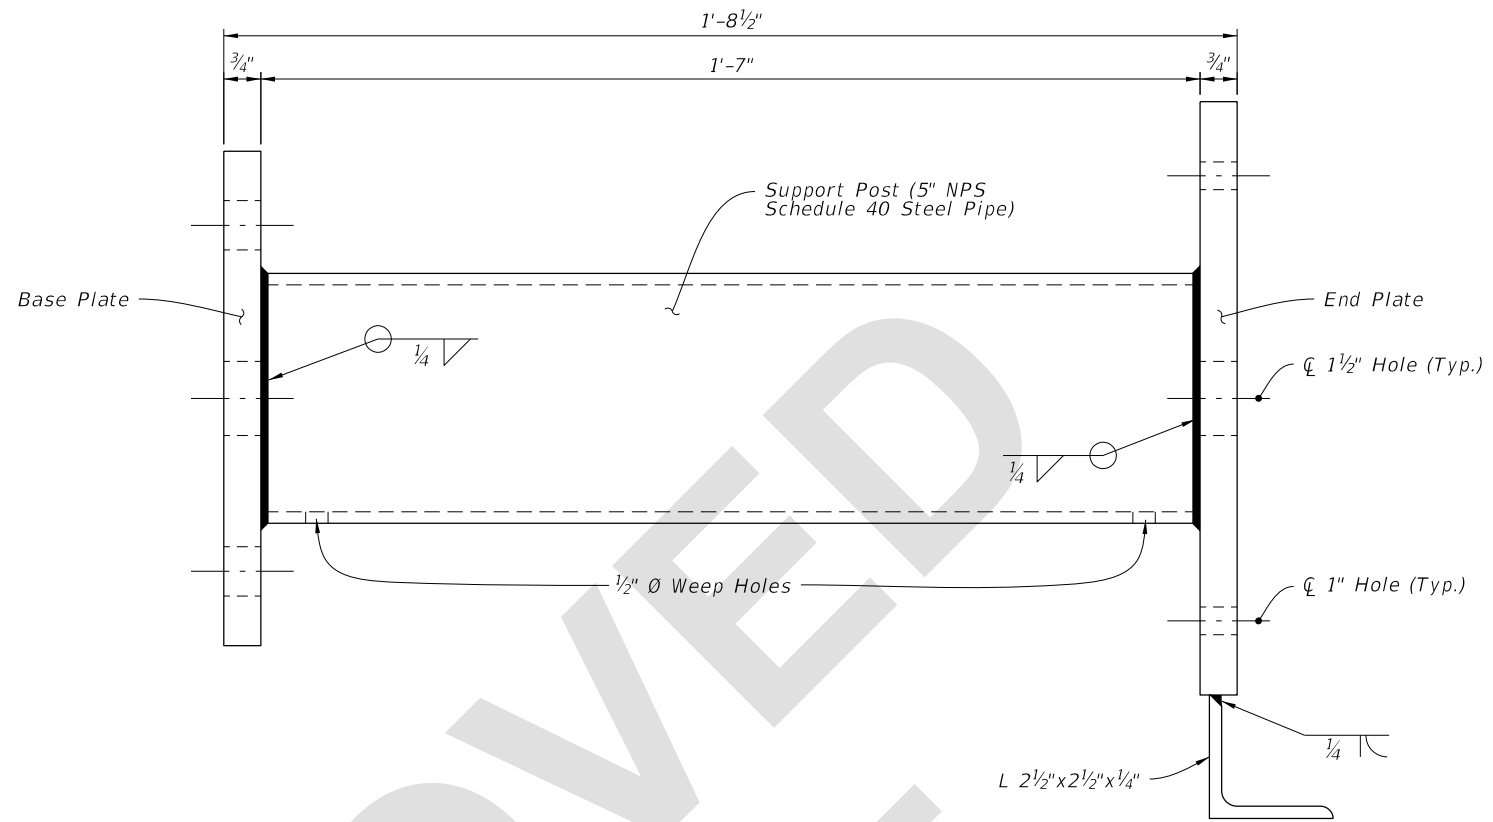 1'-8½"
¾"
1'-7"
¾"
Support Post (5" NPS
Schedule 40 Steel Pipe)
Base Plate
End Plate
¼
℄ 1½" Hole (Typ.)
¼
½" Ø Weep Holes
℄ 1" Hole (Typ.)
¼
L 2½"x2½"x¼"
OVED